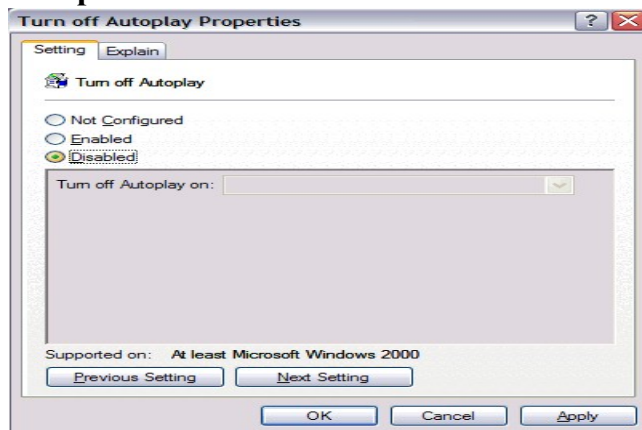 Turn off Autoplay Properties
Setting Explain
Turn off Autoplay
Not Configured
Enabled
Disabled
Turn off Autoplay on:
Supported on: At least Microsoft Windows 2000
Previous Setting Next Setting
OK Cancel Apply